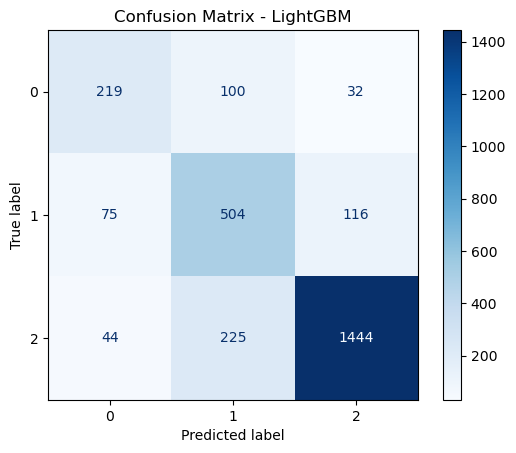 Confusion Matrix - LightGBM
0 219 100 32
1 75 504 116
2 44 225 1444
0 1 2
Predicted label
True label
1400
1200
1000
800
600
400
200